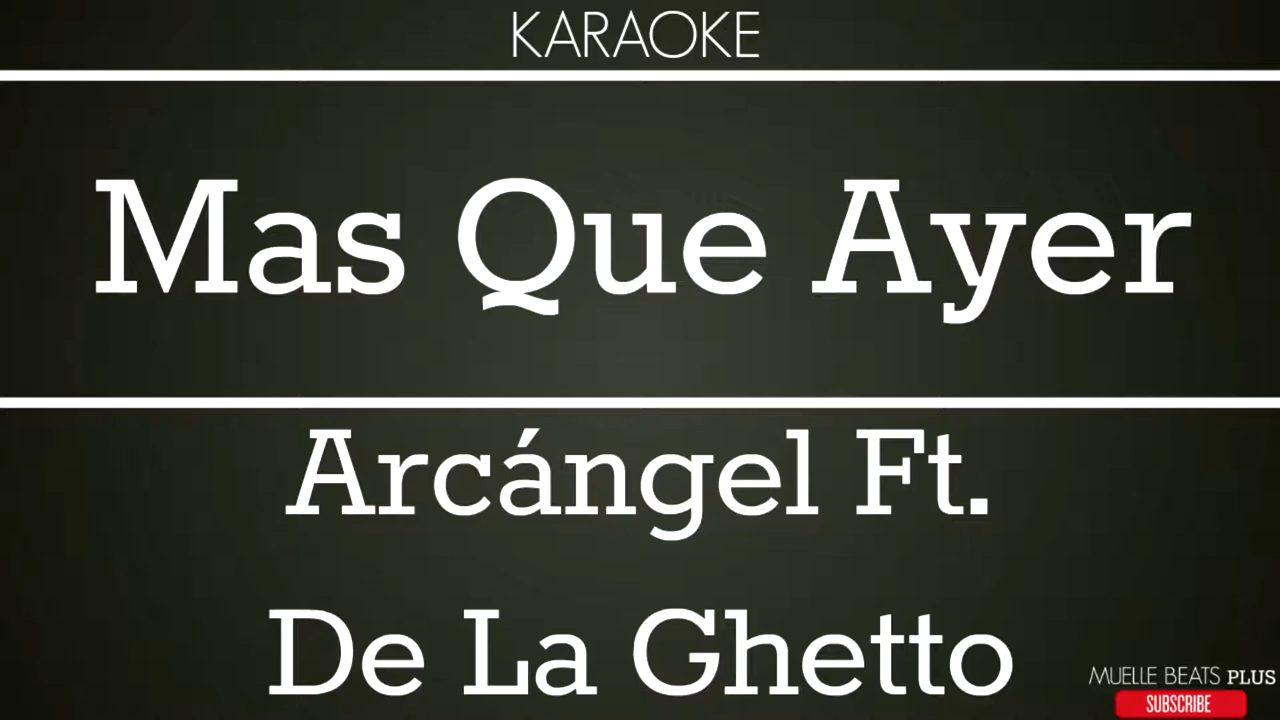 KARAOKE
Mas Que Ayer
Arcángel Ft.
De La Ghetto
MUELLE BEATS PLUS
SUBSCRIBE